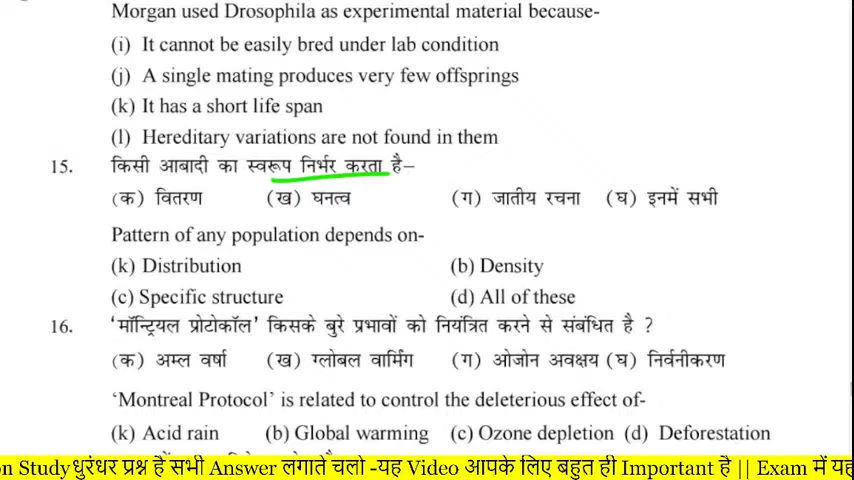 Morgan used Drosophila as experimental material because-
(i) It cannot be easily bred under lab condition
(j) A single mating produces very few offsprings
(k) It has a short life span
(l) Hereditary variations are not found in them
15. किसी आबादी का स्वरूप निर्भर करता है–
(क) वितरण (ख) घनत्व (ग) जातीय रचना (घ) इनमें सभी
Pattern of any population depends on-
(k) Distribution (b) Density
(c) Specific structure (d) All of these
16. 'मॉन्ट्रियल प्रोटोकॉल' किसके बुरे प्रभावों को नियंत्रित करने से संबंधित है ?
(क) अम्ल वर्षा (ख) ग्लोबल वार्मिंग (ग) ओजोन अवक्षय (घ) निर्वनीकरण
'Montreal Protocol' is related to control the deleterious effect of-
(k) Acid rain (b) Global warming (c) Ozone depletion (d) Deforestation
on Studyधुरंधर प्रश्न है सभी Answer लगाते चलो -यह Video आपके लिए बहुत ही Important है || Exam में यह